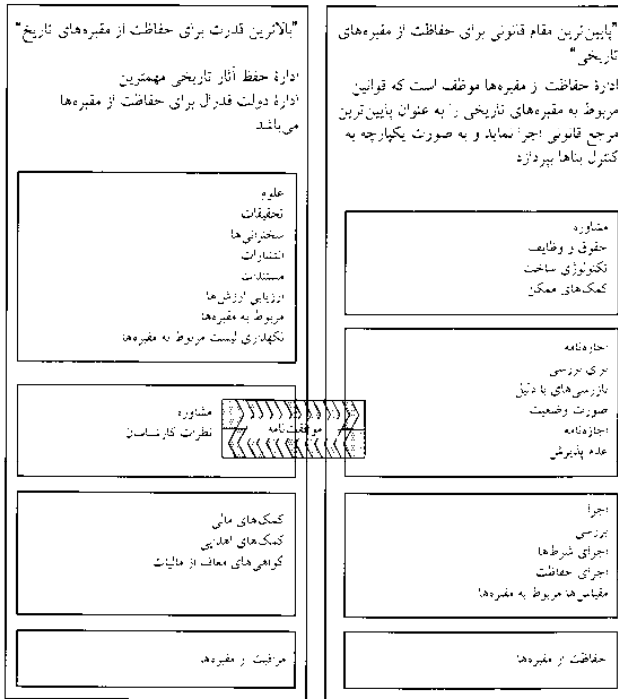 "پایین‌ترین مقام قانونی برای حفاظت از مقبره‌های
تاریخی"
ادارهٔ حفاظت از مقبره‌ها موظف است که قوانین
مربوط به مقبره‌های تاریخی را به عنوان پایین‌ترین
مرجع قانونی اجرا نماید و به صورت یکپارچه به
کنترل بناها بپردازد
مشاوره
حقوق و وظایف
تکنولوژی ساخت
کمک‌های ممکن
اجازه‌نامه
برای بررسی
بازرسی‌های با دلیل
صورت وضعیت
اجازه‌نامه
عدم پذیرش
اجرا
بررسی
اجرای شرط‌ها
اجرای حفاظت
مقیاس‌ها مربوط به مقبره‌ها
حفاظت از مقبره‌ها
موافقت‌نامه
"بالاترین قدرت برای حفاظت از مقبره‌های تاریخ"
ادارهٔ حفظ آثار تاریخی مهمترین
ادارهٔ دولت فدرال برای حفاظت از مقبره‌ها
می‌باشد
علوم
تحقیقات
سخنرانی‌ها
انتشارات
مستندات
ارزیابی ارزش‌ها
مربوط به مقبره‌ها
نگهداری لیست مربوط به مقبره‌ها
مشاوره
نظرات کارشناسان
کمک‌های مالی
کمک‌های اهدایی
گواهی‌های معاف از مالیات
مراقبت از مقبره‌ها